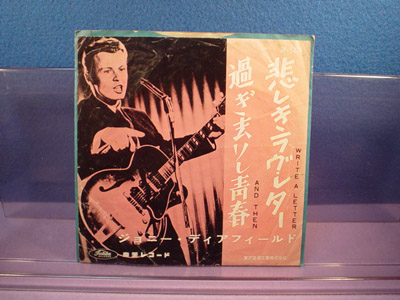 悲しきラヴ・レター
WRITE A LETTER
過ぎ去りし青春
AND THEN
ジョニー・ディアフィールド
東芝レコード